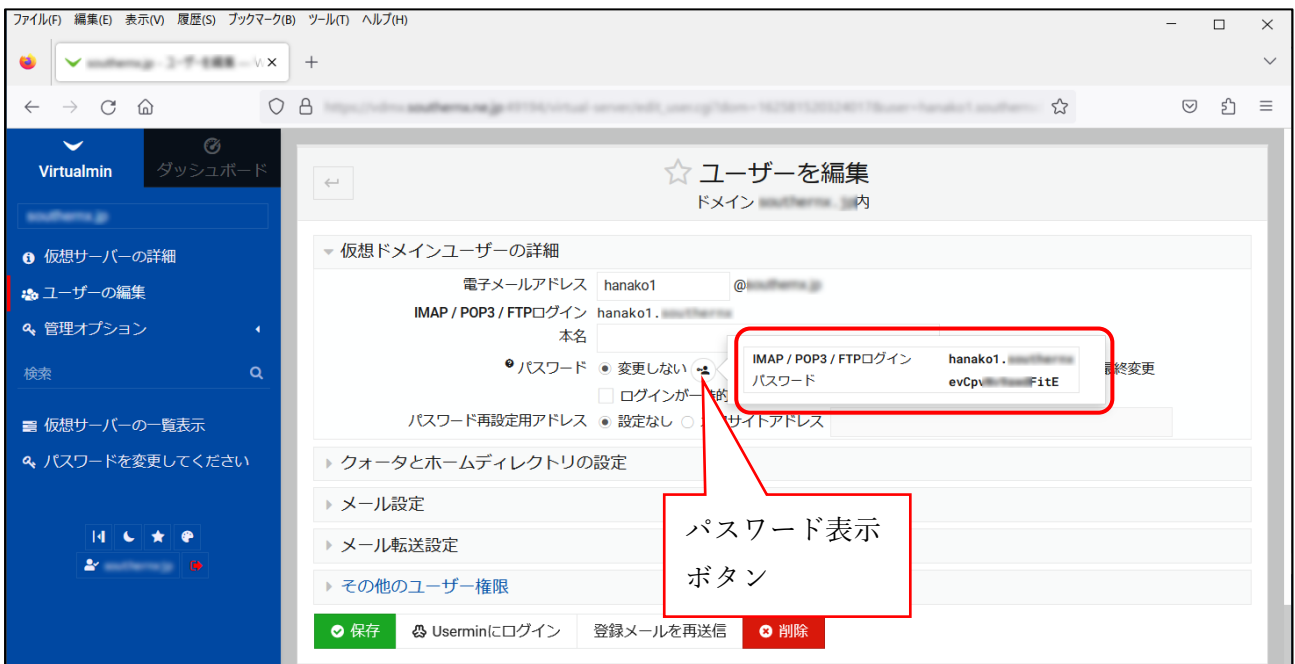 ファイル(F) 編集(E) 表示(V) 履歴(S) ブックマーク(B) ツール(T) ヘルプ(H)
ユーザーを編集 —
Virtualmin
ダッシュボード
ユーザーを編集
ドメイン 内
仮想サーバーの詳細
ユーザーの編集
管理オプション
検索
仮想サーバーの一覧表示
パスワードを変更してください
仮想ドメインユーザーの詳細
電子メールアドレス hanako1 @
IMAP / POP3 / FTPログイン hanako1.
本名
パスワード 変更しない 最終変更
IMAP / POP3 / FTPログイン hanako1.
パスワード evCp FitE
ログインが一時的
パスワード再設定用アドレス 設定なし サイトアドレス
クォータとホームディレクトリの設定
メール設定
メール転送設定
その他のユーザー権限
パスワード表示
ボタン
保存 Userminにログイン 登録メールを再送信 削除